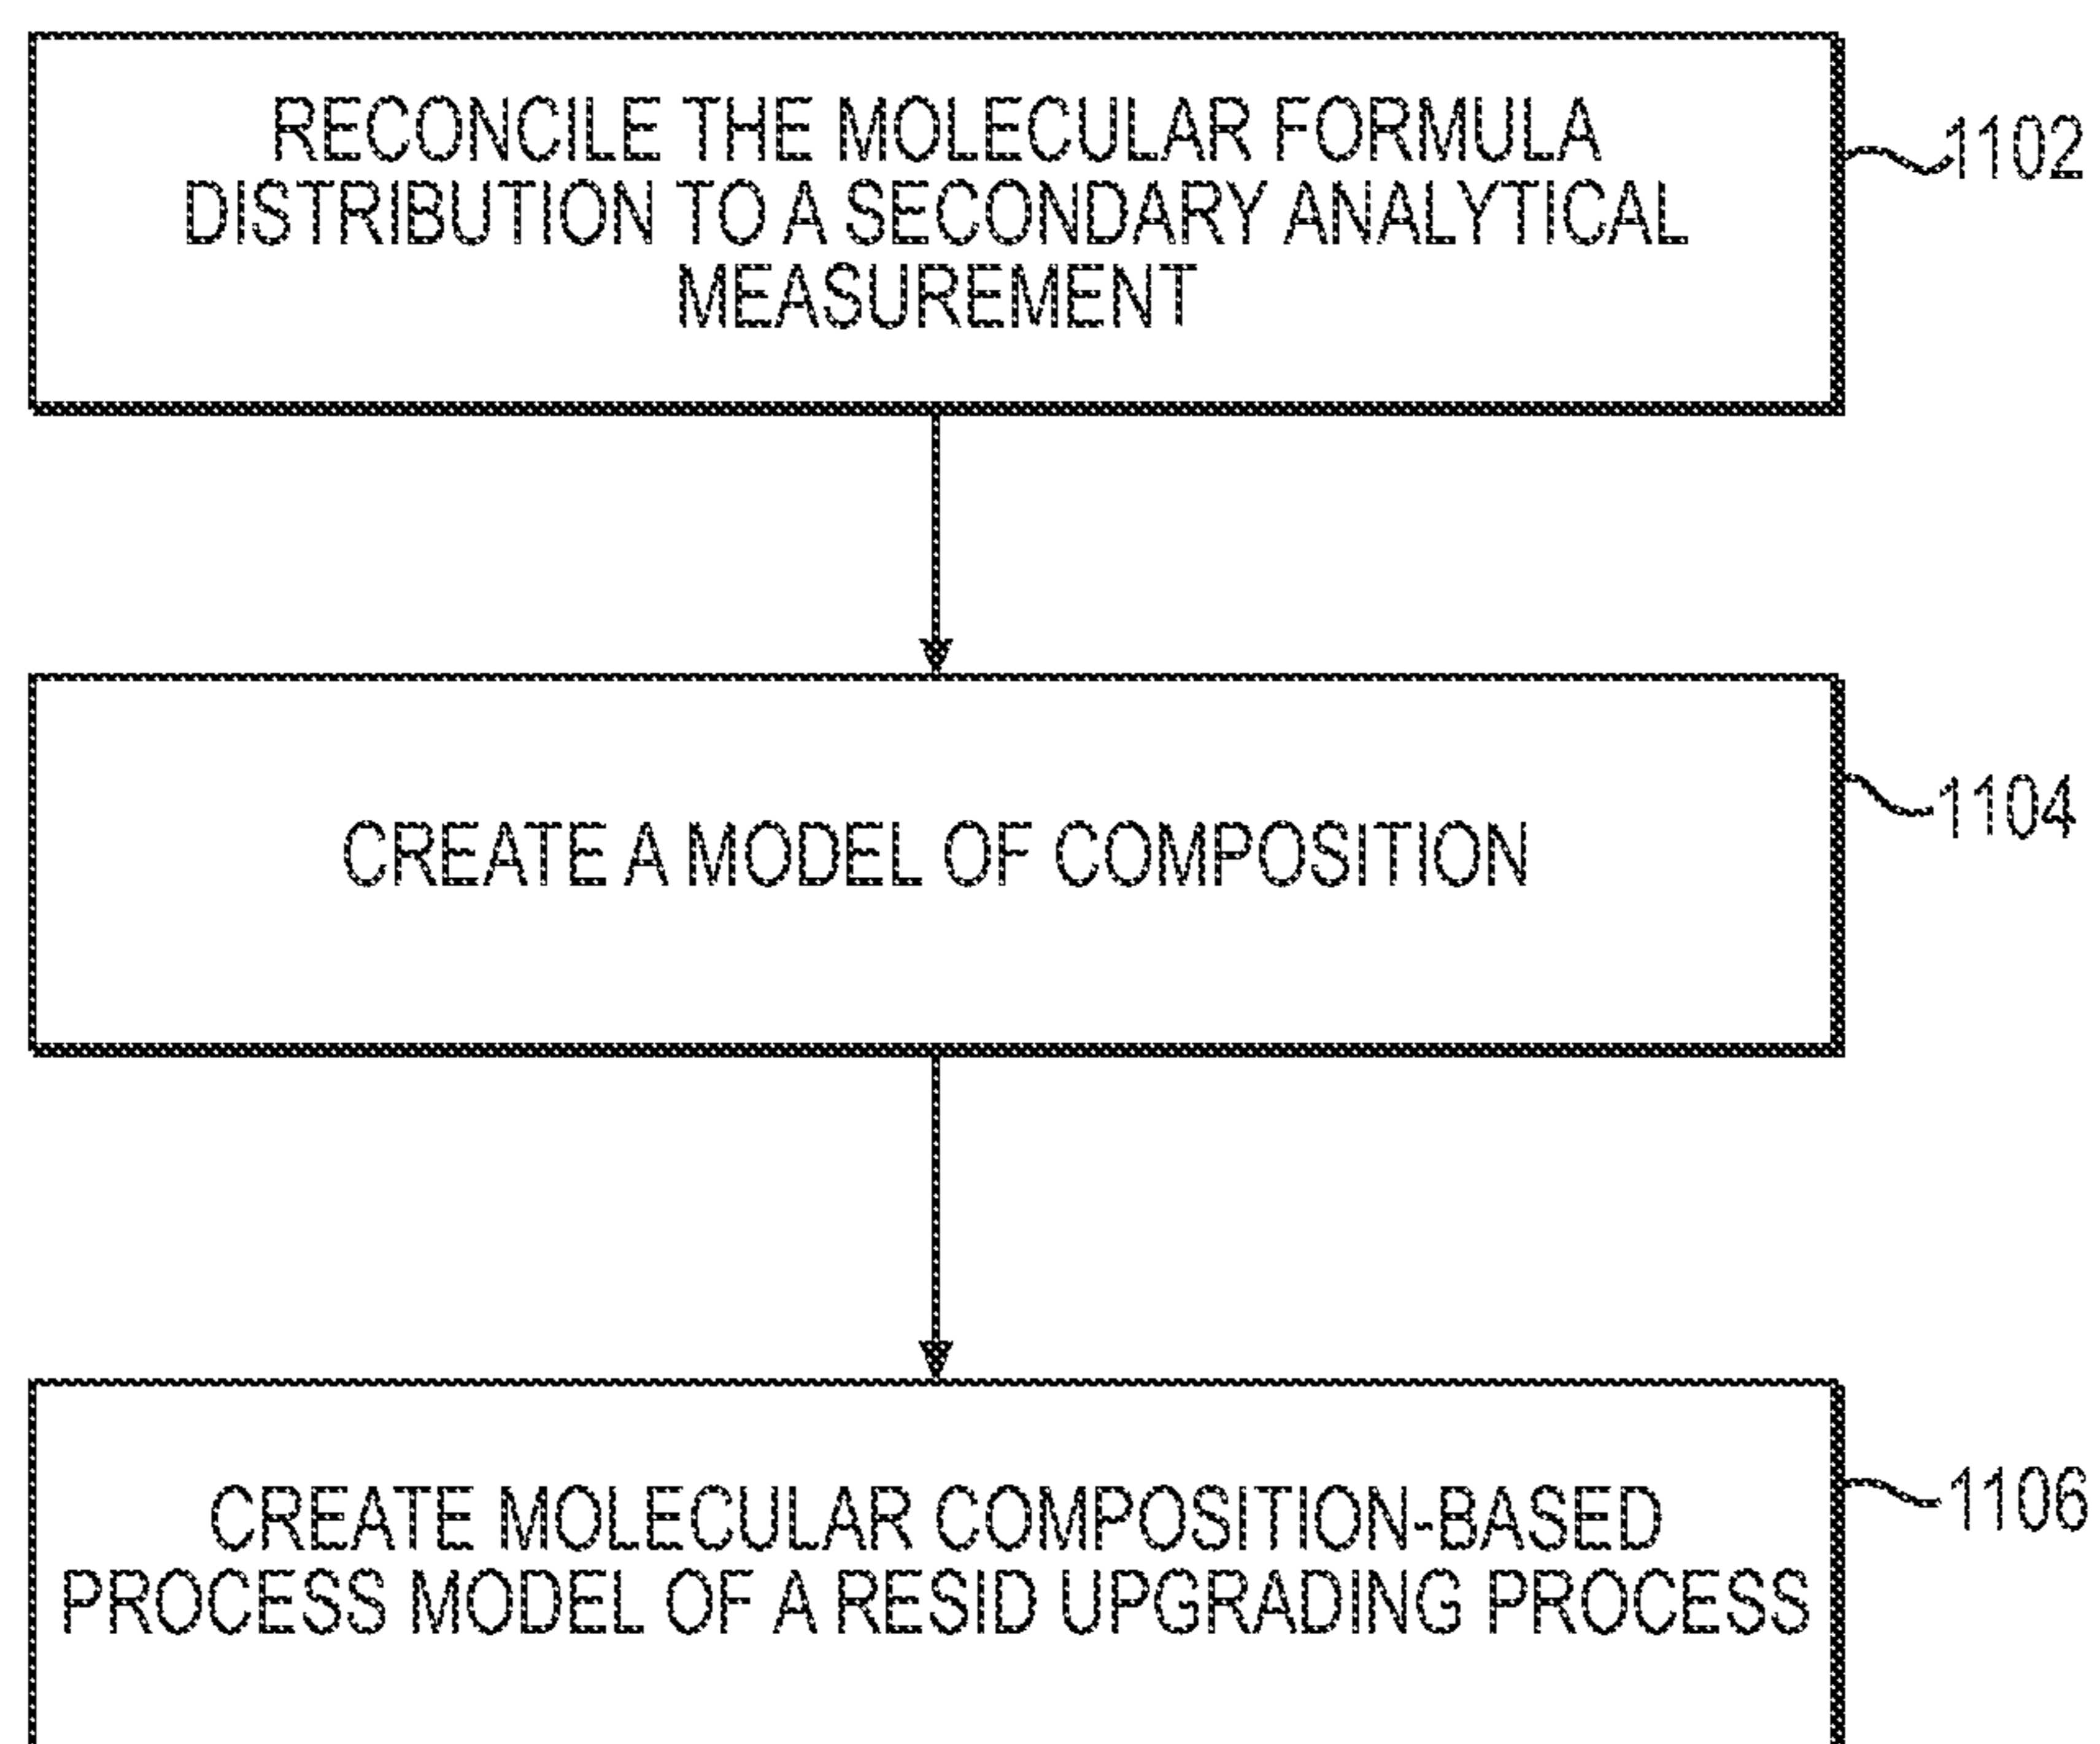 RECONCILE THE MOLECULAR FORMULA
DISTRIBUTION TO A SECONDARY ANALYTICAL
MEASUREMENT
1102
CREATE A MODEL OF COMPOSITION
1104
CREATE MOLECULAR COMPOSITION-BASED
PROCESS MODEL OF A RESID UPGRADING PROCESS
1106